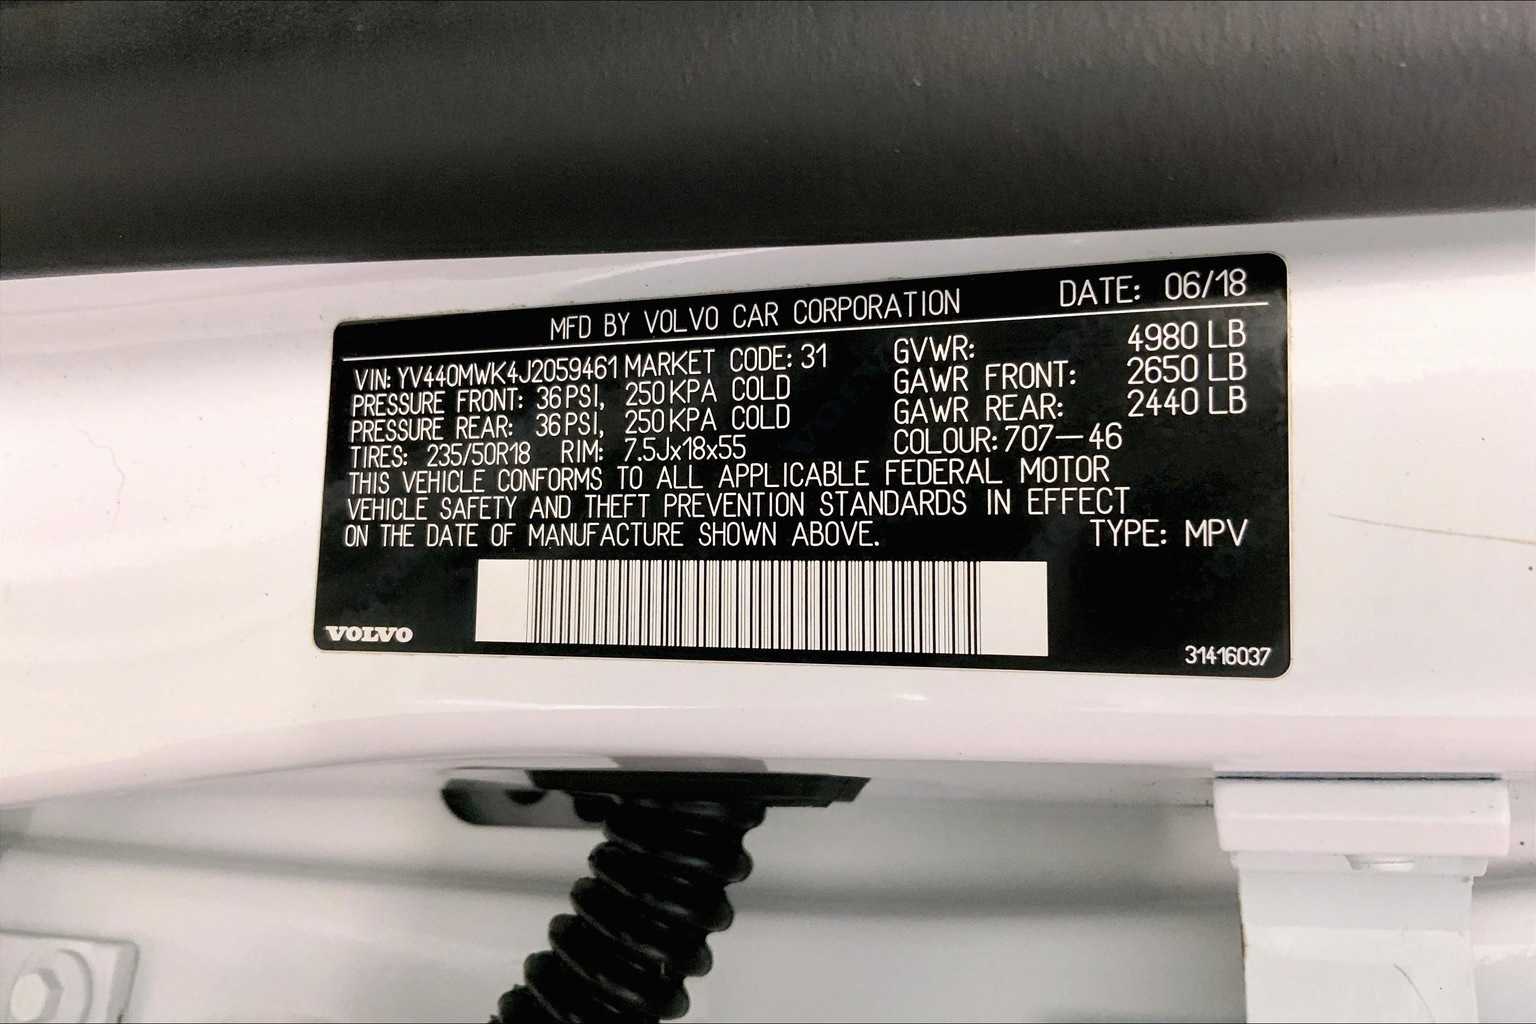 MFD BY VOLVO CAR CORPORATION DATE: 06/18
VIN: YV440MWK4J2059461 MARKET CODE: 31 GVWR: 4980 LB
PRESSURE FRONT: 36 PSI, 250 KPA COLD GAWR FRONT: 2650 LB
PRESSURE REAR: 36 PSI, 250 KPA COLD GAWR REAR: 2440 LB
TIRES: 235/50R18 RIM: 7.5Jx18x55 COLOUR: 707-46
THIS VEHICLE CONFORMS TO ALL APPLICABLE FEDERAL MOTOR
VEHICLE SAFETY AND THEFT PREVENTION STANDARDS IN EFFECT
ON THE DATE OF MANUFACTURE SHOWN ABOVE. TYPE: MPV
VOLVO
31416037